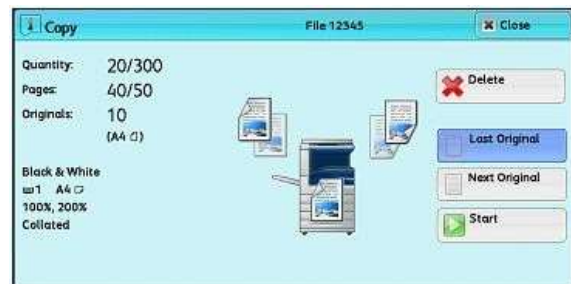 Copy
File 12345
Close
Quantity: 20/300
Pages: 40/50
Originals: 10
(A4)
Black & White
1 A4
100%, 200%
Collated
Delete
Last Original
Next Original
Start